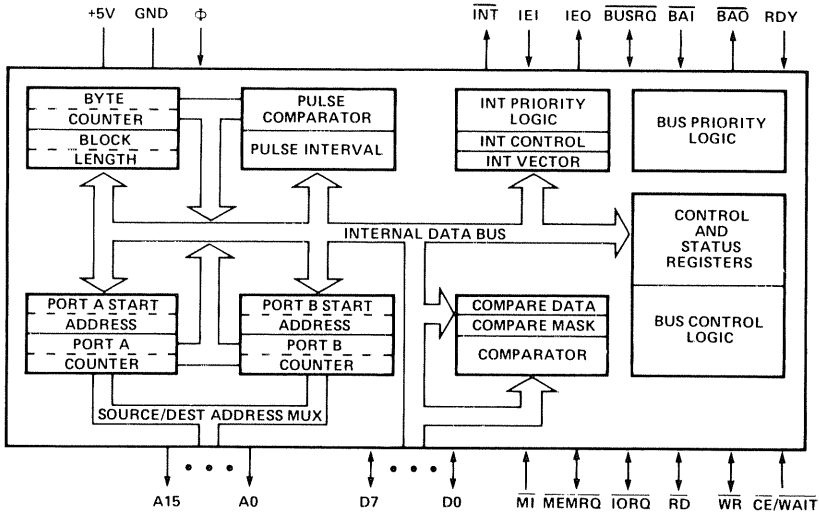 +5V GND Φ INT IEI IEO BUSRQ BAI BAO RDY
BYTE
COUNTER
BLOCK
LENGTH
PULSE
COMPARATOR
PULSE INTERVAL
INT PRIORITY
LOGIC
INT CONTROL
INT VECTOR
BUS PRIORITY
LOGIC
INTERNAL DATA BUS
CONTROL
AND
STATUS
REGISTERS
BUS CONTROL
LOGIC
PORT A START
ADDRESS
PORT A
COUNTER
PORT B START
ADDRESS
PORT B
COUNTER
COMPARE DATA
COMPARE MASK
COMPARATOR
SOURCE/DEST ADDRESS MUX
A15 A0 D7 D0 MI MEMRQ IORQ RD WR CE/WAIT